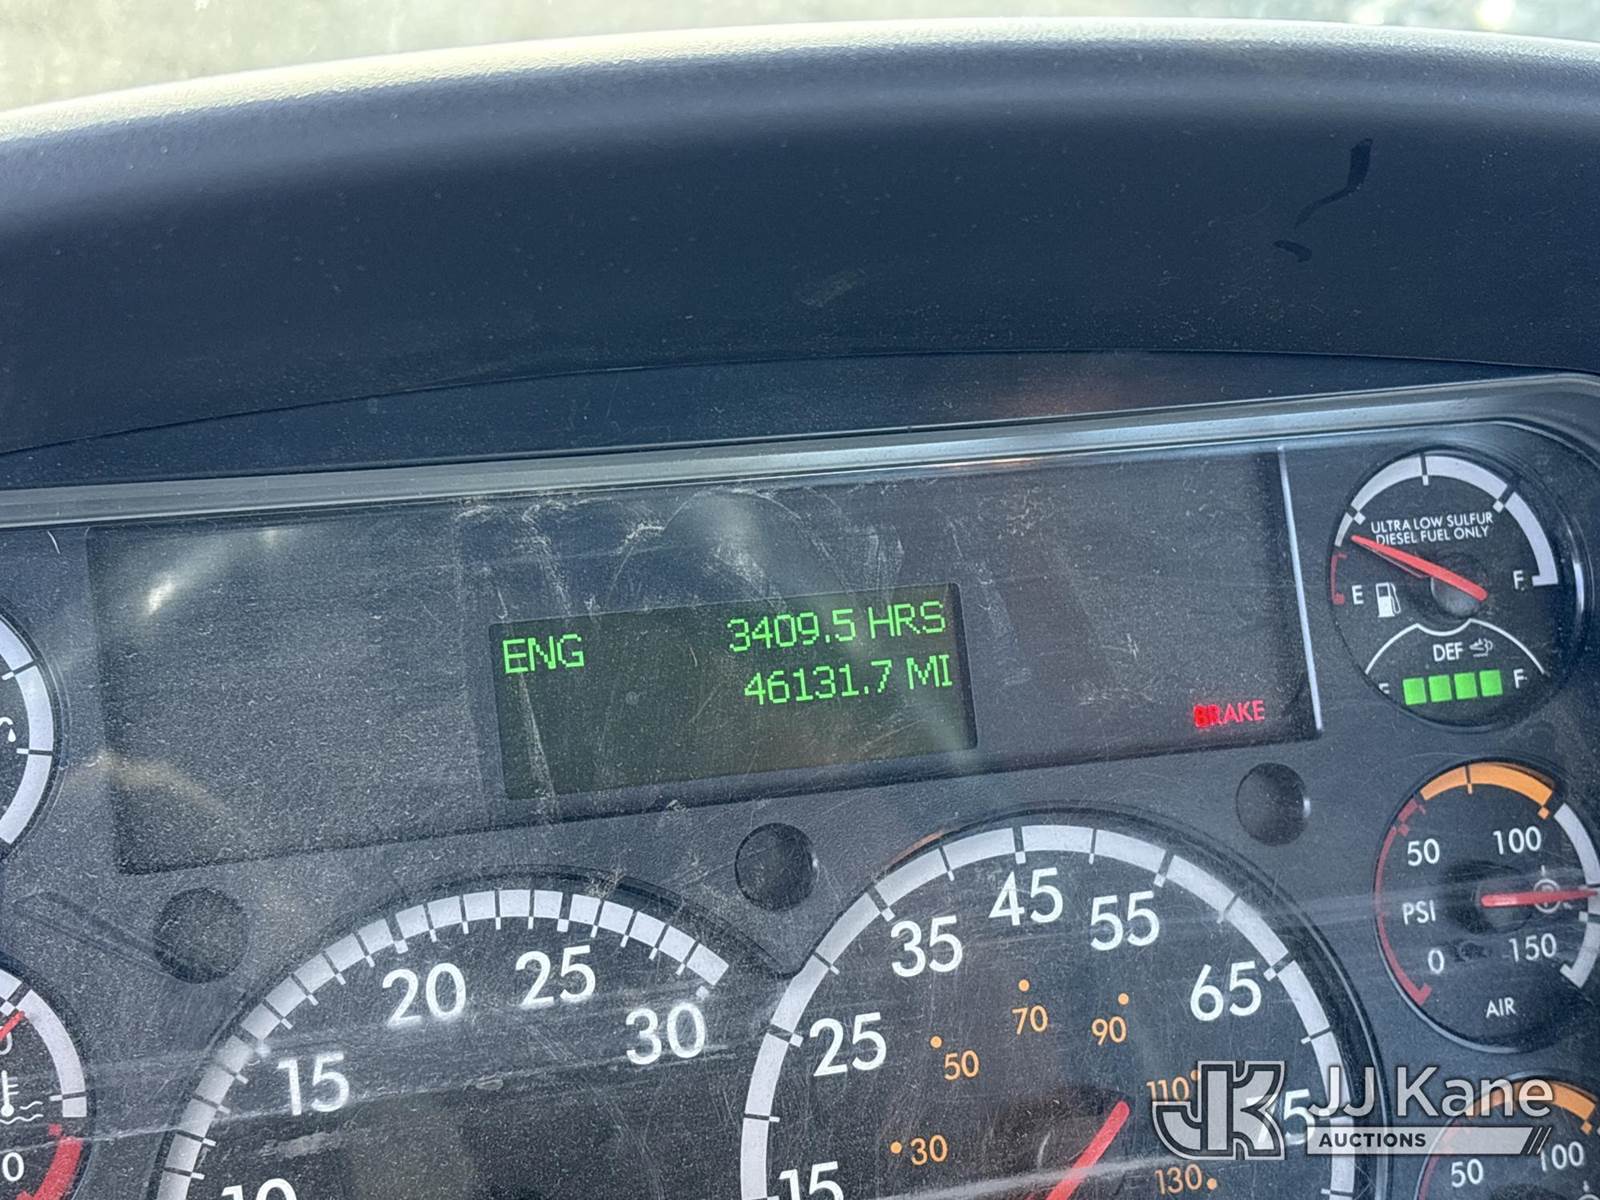 ENG 3409.5 HRS
46131.7 MI
BRAKE
ULTRA LOW SULFUR
DIESEL FUEL ONLY
E F
DEF
E F
50 100
PSI
0 150
AIR
10 15 20 25 30
15 25 35 45 55 65 75
30 50 70 90 110 130
50 100
JJ Kane
AUCTIONS